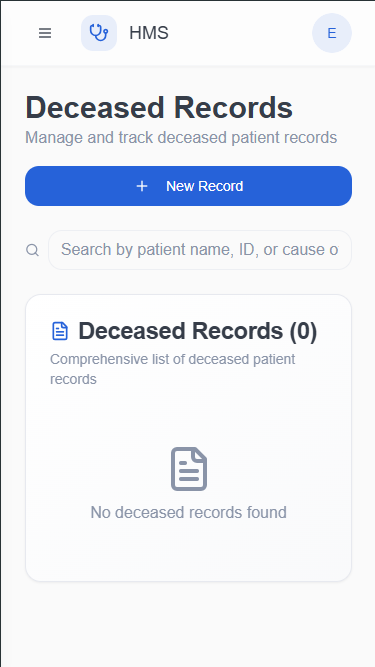 HMS
E
Deceased Records
Manage and track deceased patient records
New Record
Search by patient name, ID, or cause o
Deceased Records (0)
Comprehensive list of deceased patient
records
No deceased records found